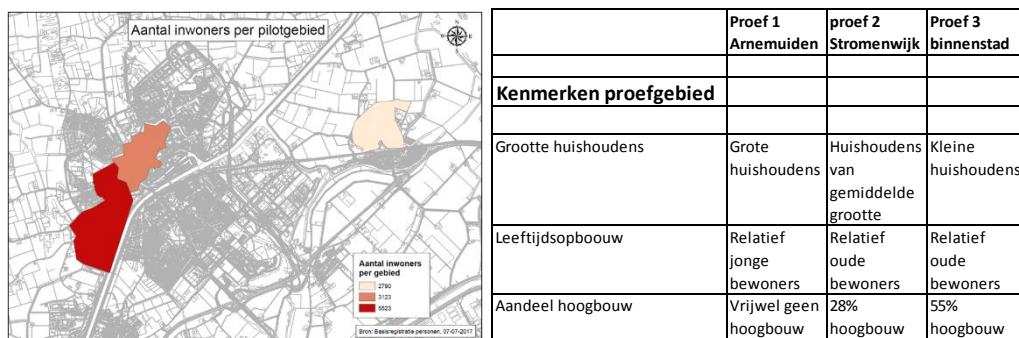 Aantal inwoners per pilotgebied
N
Aantal inwoners
per gebied
2790
3123
5523
Bron: Basisregistratie personen, 07-07-2017
Proef 1
Arnemuiden
proef 2
Stromenwijk
Proef 3
binnenstad
Kenmerken proefgebied
Grootte huishoudens
Grote
huishoudens
Huishoudens
van
gemiddelde
grootte
Kleine
huishoudens
Leeftijdsopboouw
Relatief
jonge
bewoners
Relatief
oude
bewoners
Relatief
oude
bewoners
Aandeel hoogbouw
Vrijwel geen
hoogbouw
28%
hoogbouw
55%
hoogbouw